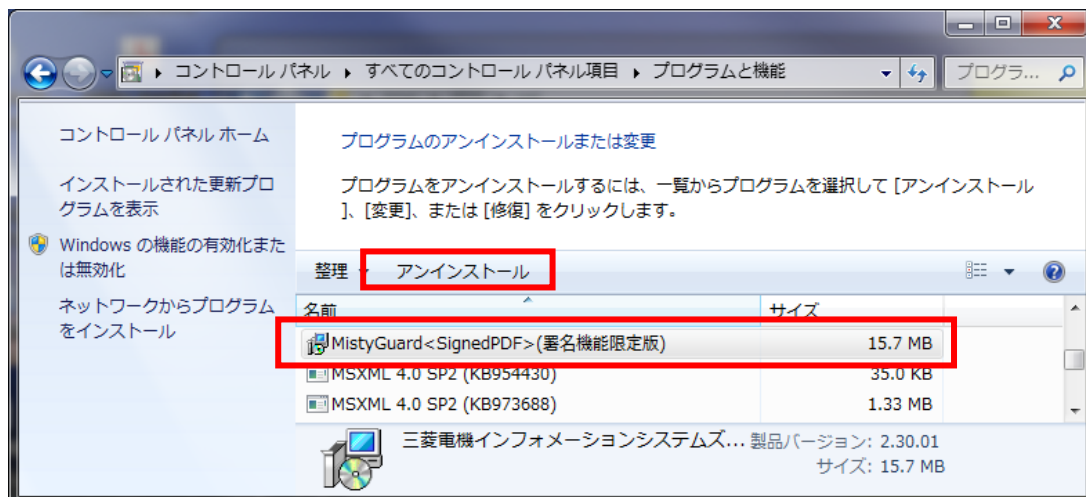 コントロール パネル ▸ すべてのコントロール パネル項目 ▸ プログラムと機能
プログラ...
コントロール パネル ホーム
インストールされた更新プロ
グラムを表示
Windows の機能の有効化また
は無効化
ネットワークからプログラム
をインストール
プログラムのアンインストールまたは変更
プログラムをアンインストールするには、一覧からプログラムを選択して [アンインストール
]、[変更]、または [修復] をクリックします。
整理 アンインストール
名前 サイズ
MistyGuard<SignedPDF>(署名機能限定版) 15.7 MB
MSXML 4.0 SP2 (KB954430) 35.0 KB
MSXML 4.0 SP2 (KB973688) 1.33 MB
三菱電機インフォメーションシステムズ... 製品バージョン: 2.30.01
サイズ: 15.7 MB